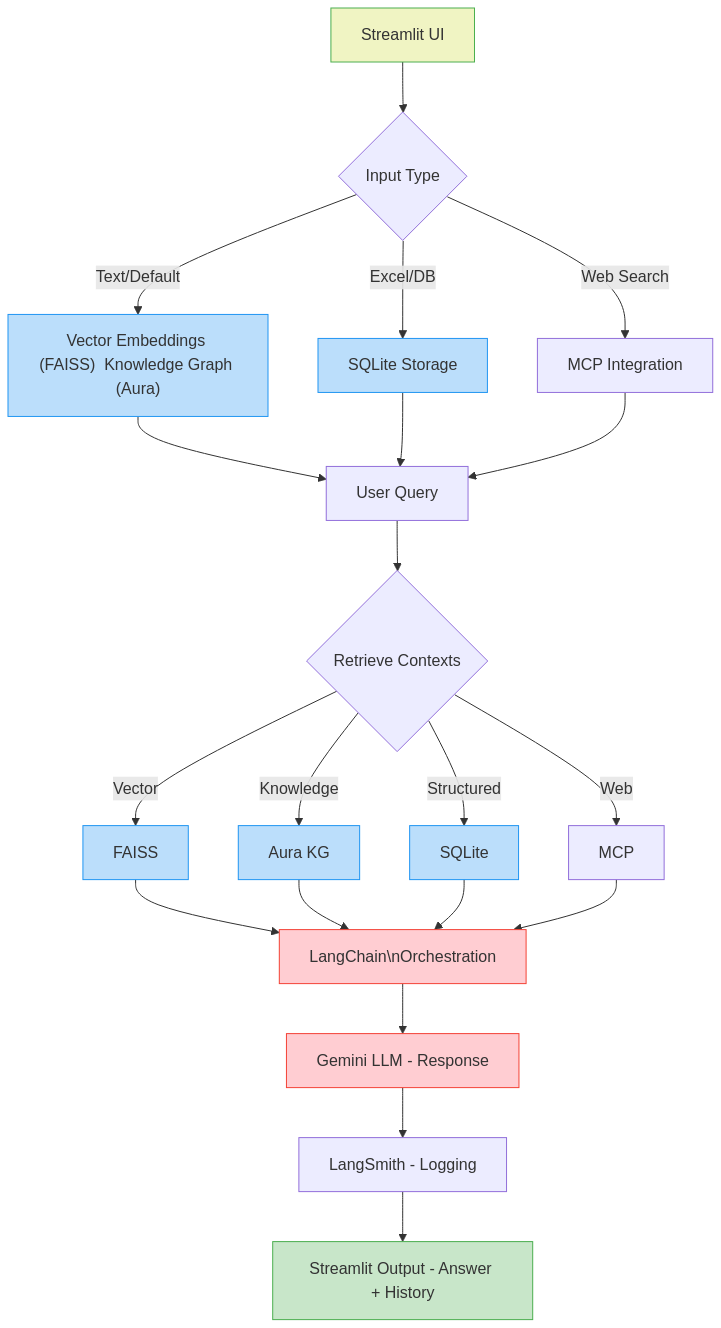 Streamlit UI
Input Type
Text/Default
Excel/DB
Web Search
Vector Embeddings
(FAISS)  Knowledge Graph
(Aura)
SQLite Storage
MCP Integration
User Query
Retrieve Contexts
Vector
Knowledge
Structured
Web
FAISS
Aura KG
SQLite
MCP
LangChain\nOrchestration
Gemini LLM - Response
LangSmith - Logging
Streamlit Output - Answer
+ History